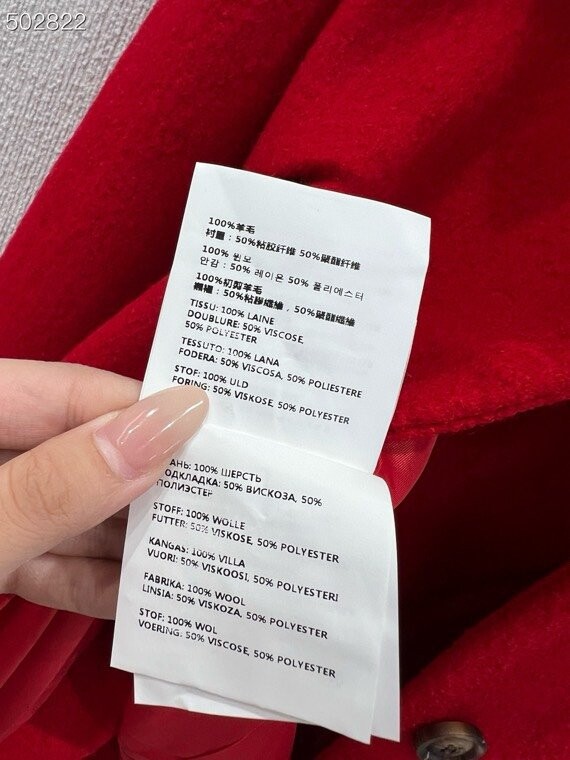 502822
100%羊毛
衬里：50%粘胶纤维 50%聚酯纤维
100% 윈모
안감 : 50% 레이온 50% 폴리에스터
100%初剪羊毛
50%粘膠纖維，50%聚酯纖維
TISSU: 100% LAINE
DOUBLURE: 50% VISCOSE,
50% POLYESTER
TESSUTO: 100% LANA
FODERA: 50% VISCOSA, 50% POLIESTERE
STOF: 100% ULD
FORING: 50% VISKOSE, 50% POLYESTER
АНЬ: 100% ШЕРСТЬ
ОДКЛАДКА: 50% ВИСКОЗА, 50%
ПОЛИЭСТЕР
STOFF: 100% WOLLE
FUTTER: 50% VISKOSE, 50% POLYESTER
KANGAS: 100% VILLA
VUORI: 50% VISKOOSI, 50% POLYESTERI
FABRIKA: 100% WOOL
LINSIA: 50% VISKOZA, 50% POLYESTER
STOF: 100% WOL
VOERING: 50% VISCOSE, 50% POLYESTER